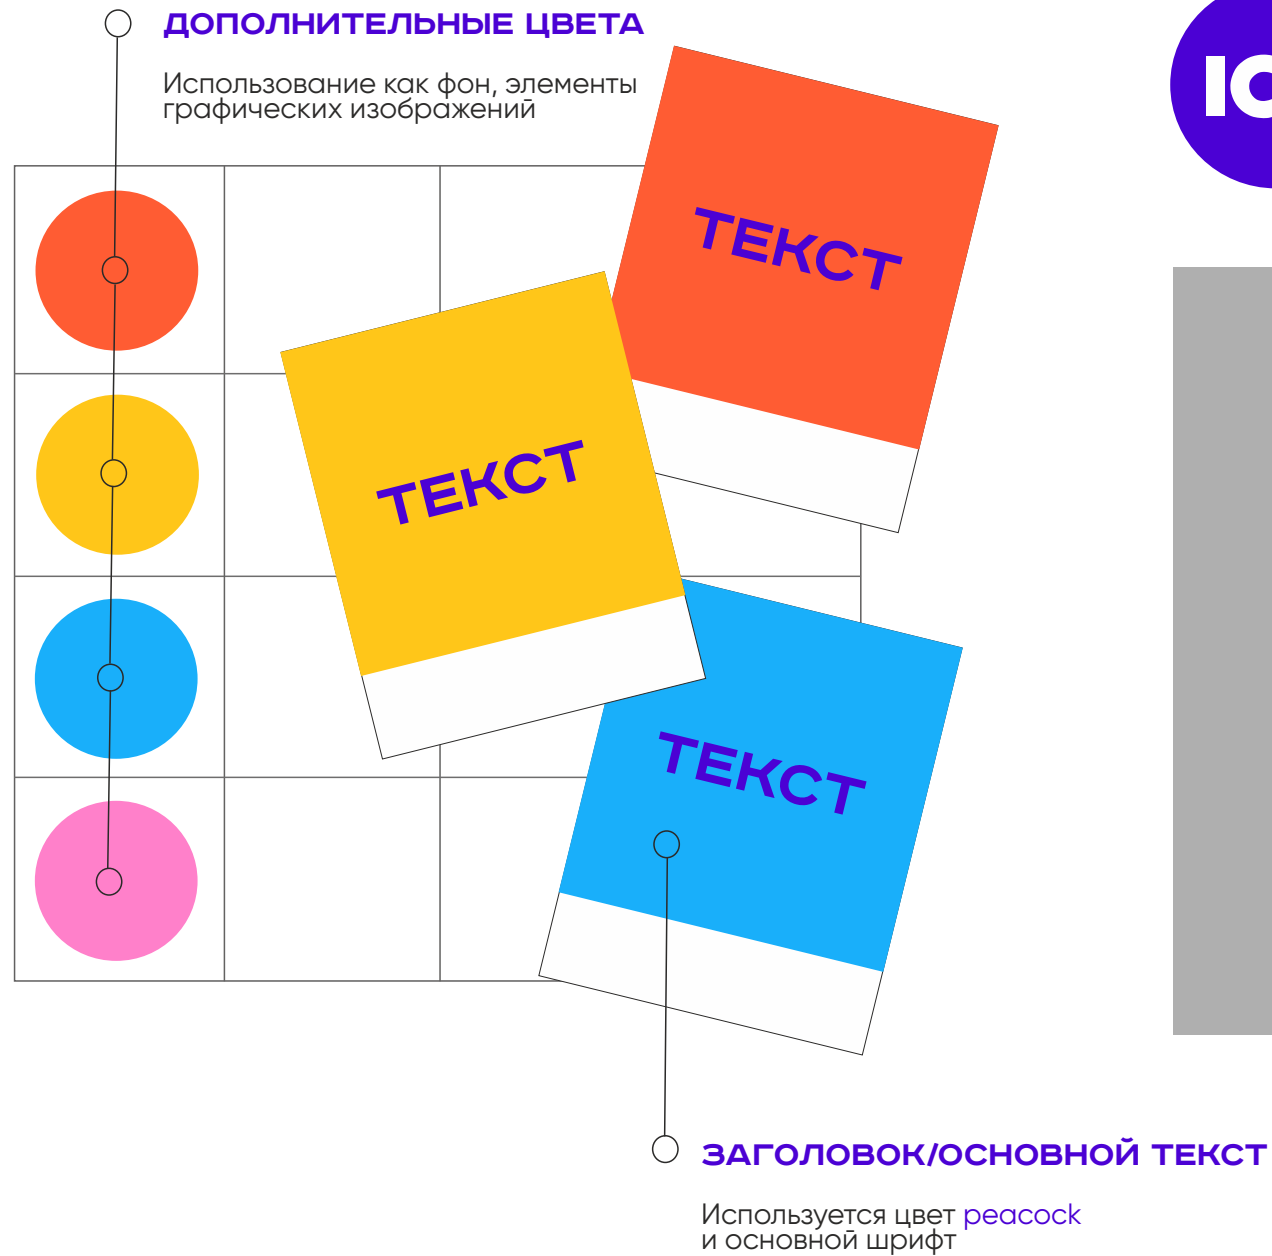 ДОПОЛНИТЕЛЬНЫЕ ЦВЕТА
Использование как фон, элементы
графических изображений
ТЕКСТ
ТЕКСТ
ТЕКСТ
ЗАГОЛОВОК/ОСНОВНОЙ ТЕКСТ
Используется цвет peacock
и основной шрифт